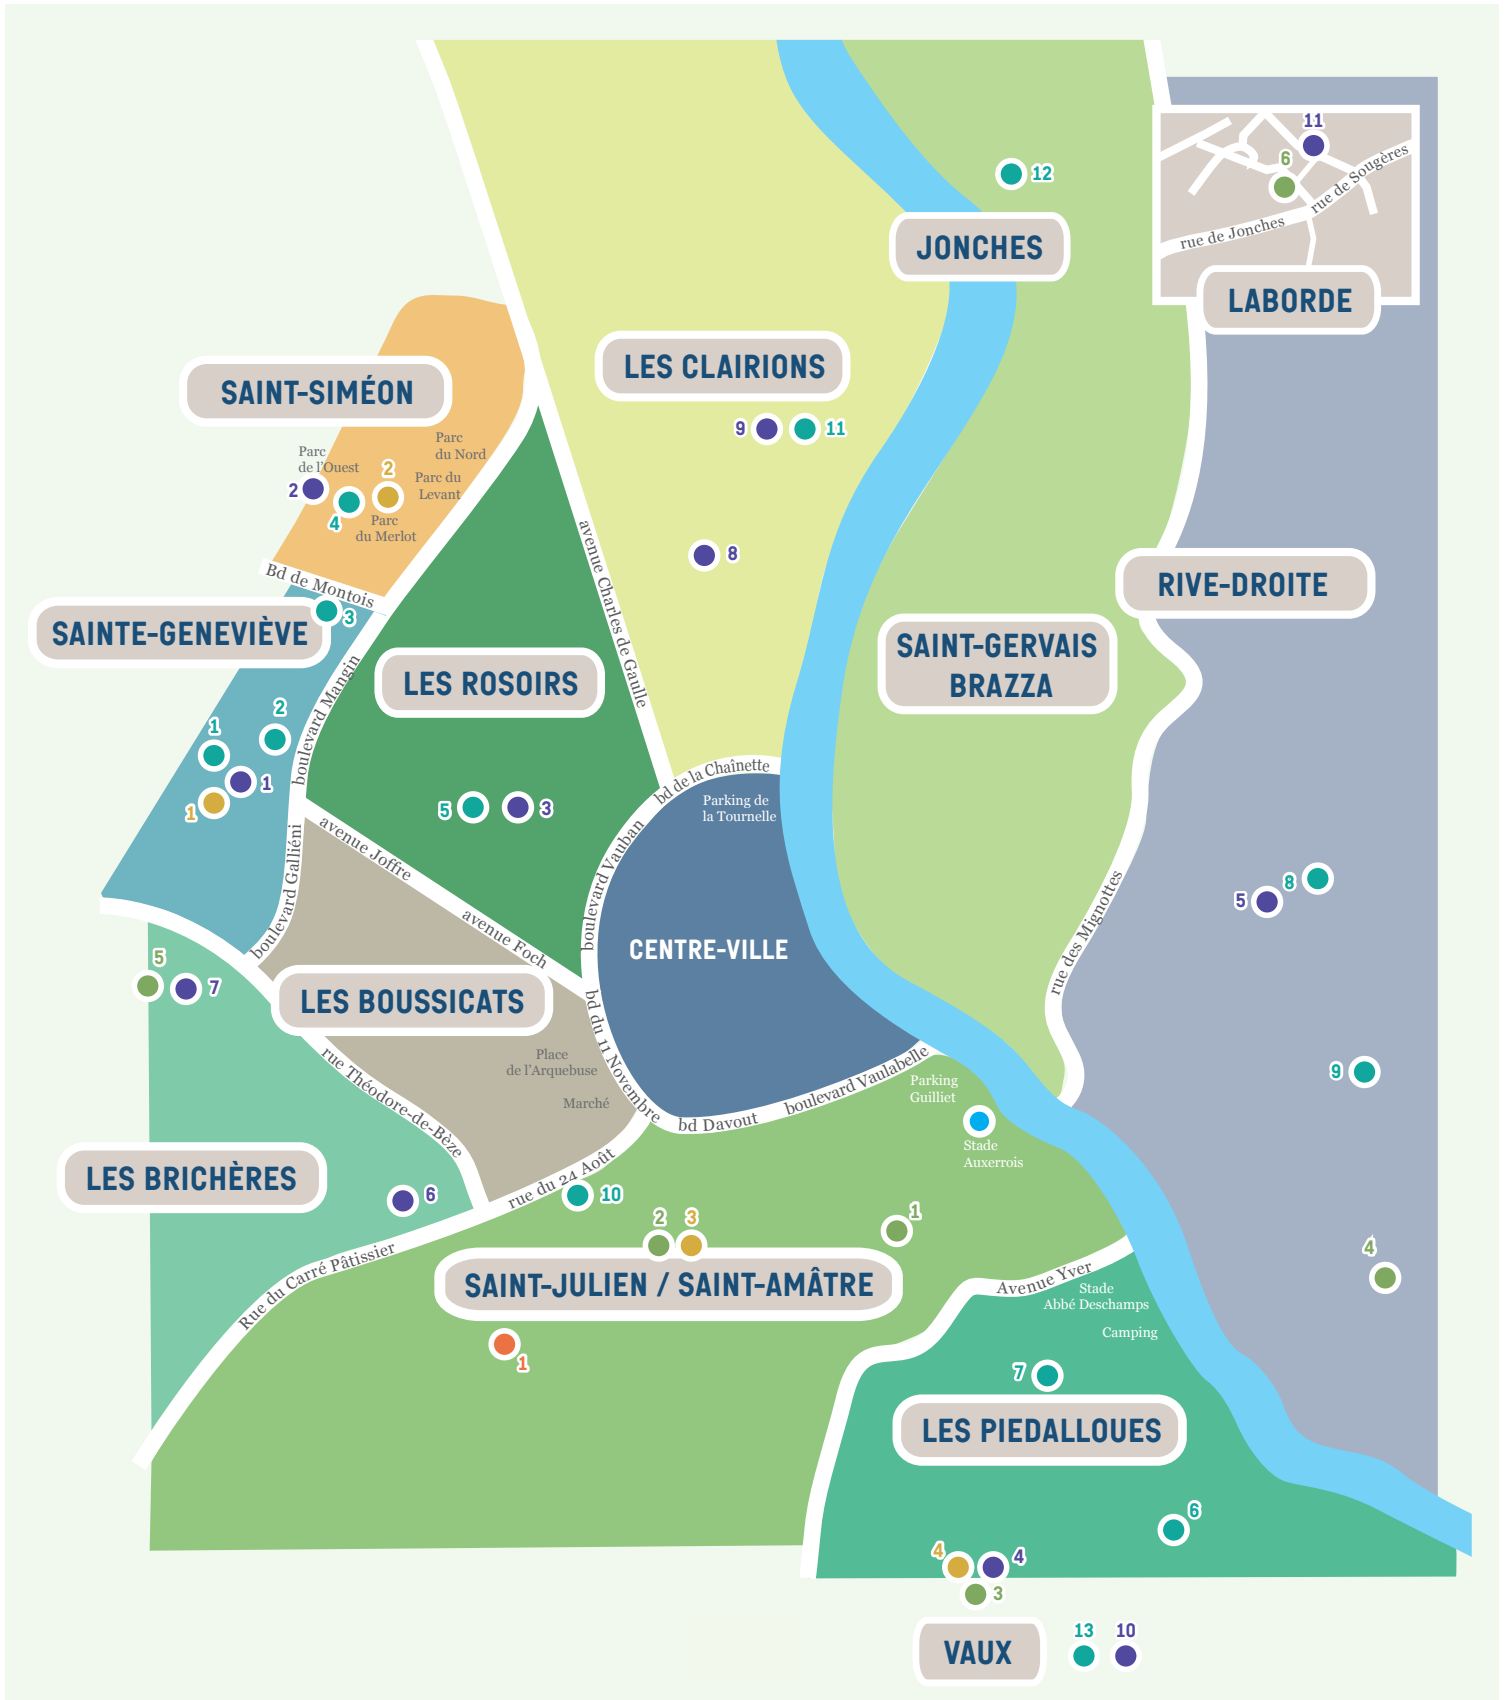 12
11
6
rue de Sougères
rue de Jonches
JONCHES
LABORDE
LES CLAIRIONS
SAINT-SIMÉON
9
11
Parc
du Nord
Parc
de l'Ouest
2
Parc du
Levant
2
4
Parc
du Merlot
avenue Charles de Gaulle
8
Bd de Montois
RIVE-DROITE
3
SAINTE-GENEVIÈVE
SAINT-GERVAIS
BRAZZA
LES ROSOIRS
boulevard Mangin
1
2
1
1
bd de la Chaînette
Parking de
la Tournelle
5
3
avenue Joffre
boulevard Vauban
boulevard Galliéni
rue des Mignottes
8
5
avenue Foch
CENTRE-VILLE
5
7
LES BOUSSICATS
bd du 11 Novembre
Place
de l'Arquebuse
Marché
rue Théodore-de-Bèze
boulevard Vaulabelle
bd Davout
9
Parking
Guilliet
Stade
Auxerrois
LES BRICHÈRES
6
rue du 24 Août
10
2
3
1
4
Rue du Carré Pâtissier
SAINT-JULIEN / SAINT-AMÂTRE
Avenue Yver
Stade
Abbé Deschamps
Camping
1
7
LES PIEDALLOUES
6
4
4
3
VAUX
13
10